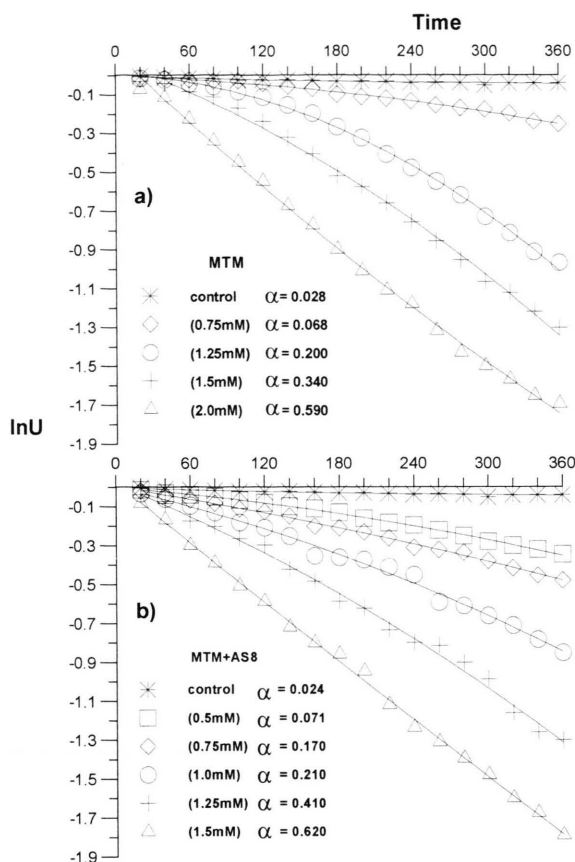 Time
0 60 120 180 240 300 360
-0.1
-0.3
-0.5
-0.7
-0.9
-1.1
-1.3
-1.5
-1.7
-1.9
a)
MTM
control α = 0.028
(0.75mM) α = 0.068
(1.25mM) α = 0.200
(1.5mM) α = 0.340
(2.0mM) α = 0.590
lnU
0 60 120 180 240 300 360
-0.1
-0.3
-0.5
-0.7
-0.9
-1.1
-1.3
-1.5
-1.7
-1.9
b)
MTM+AS8
control α = 0.024
(0.5mM) α = 0.071
(0.75mM) α = 0.170
(1.0mM) α = 0.210
(1.25mM) α = 0.410
(1.5mM) α = 0.620